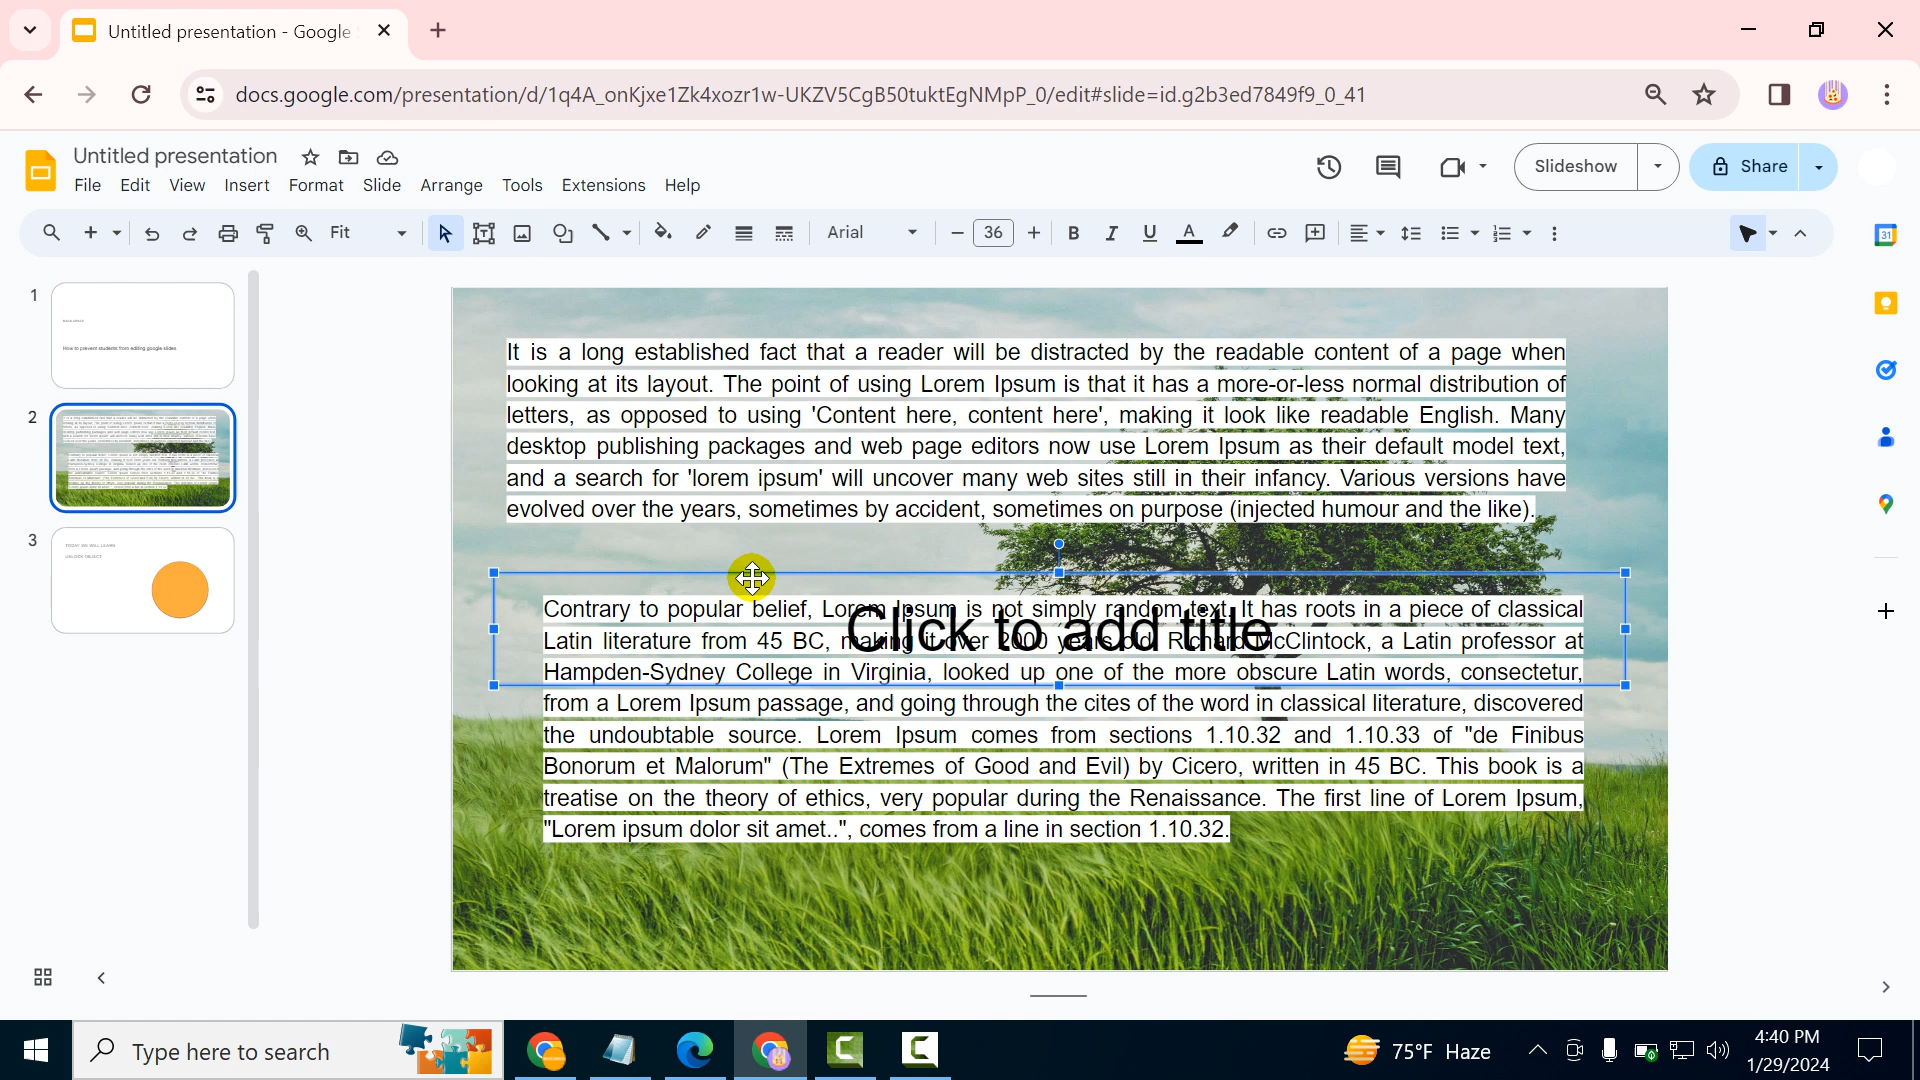 Untitled presentation - Google
docs.google.com/presentation/d/1q4A_onKjxe1Zk4xozr1w-UKZV5CgB50tuktEgNMpP_0/edit#slide=id.g2b3ed7849f9_0_41
Untitled presentation
File Edit View Insert Format Slide Arrange Tools Extensions Help
Slideshow
Share
Fit
Arial
36
1
How to prevent students from editing google slides
2
3
TODAY WE WILL LEARN
UNLOCK OBJECT
It is a long established fact that a reader will be distracted by the readable content of a page when
looking at its layout. The point of using Lorem Ipsum is that it has a more-or-less normal distribution of
letters, as opposed to using 'Content here, content here', making it look like readable English. Many
desktop publishing packages and web page editors now use Lorem Ipsum as their default model text,
and a search for 'lorem ipsum' will uncover many web sites still in their infancy. Various versions have
evolved over the years, sometimes by accident, sometimes on purpose (injected humour and the like).
Contrary to popular belief, Lorem Ipsum is not simply random text. It has roots in a piece of classical
Click to add title
Latin literature from 45 BC, making it over 2000 years old. Richard McClintock, a Latin professor at
Hampden-Sydney College in Virginia, looked up one of the more obscure Latin words, consectetur,
from a Lorem Ipsum passage, and going through the cites of the word in classical literature, discovered
the undoubtable source. Lorem Ipsum comes from sections 1.10.32 and 1.10.33 of "de Finibus
Bonorum et Malorum" (The Extremes of Good and Evil) by Cicero, written in 45 BC. This book is a
treatise on the theory of ethics, very popular during the Renaissance. The first line of Lorem Ipsum,
"Lorem ipsum dolor sit amet..", comes from a line in section 1.10.32.
Type here to search
75°F Haze
4:40 PM
1/29/2024